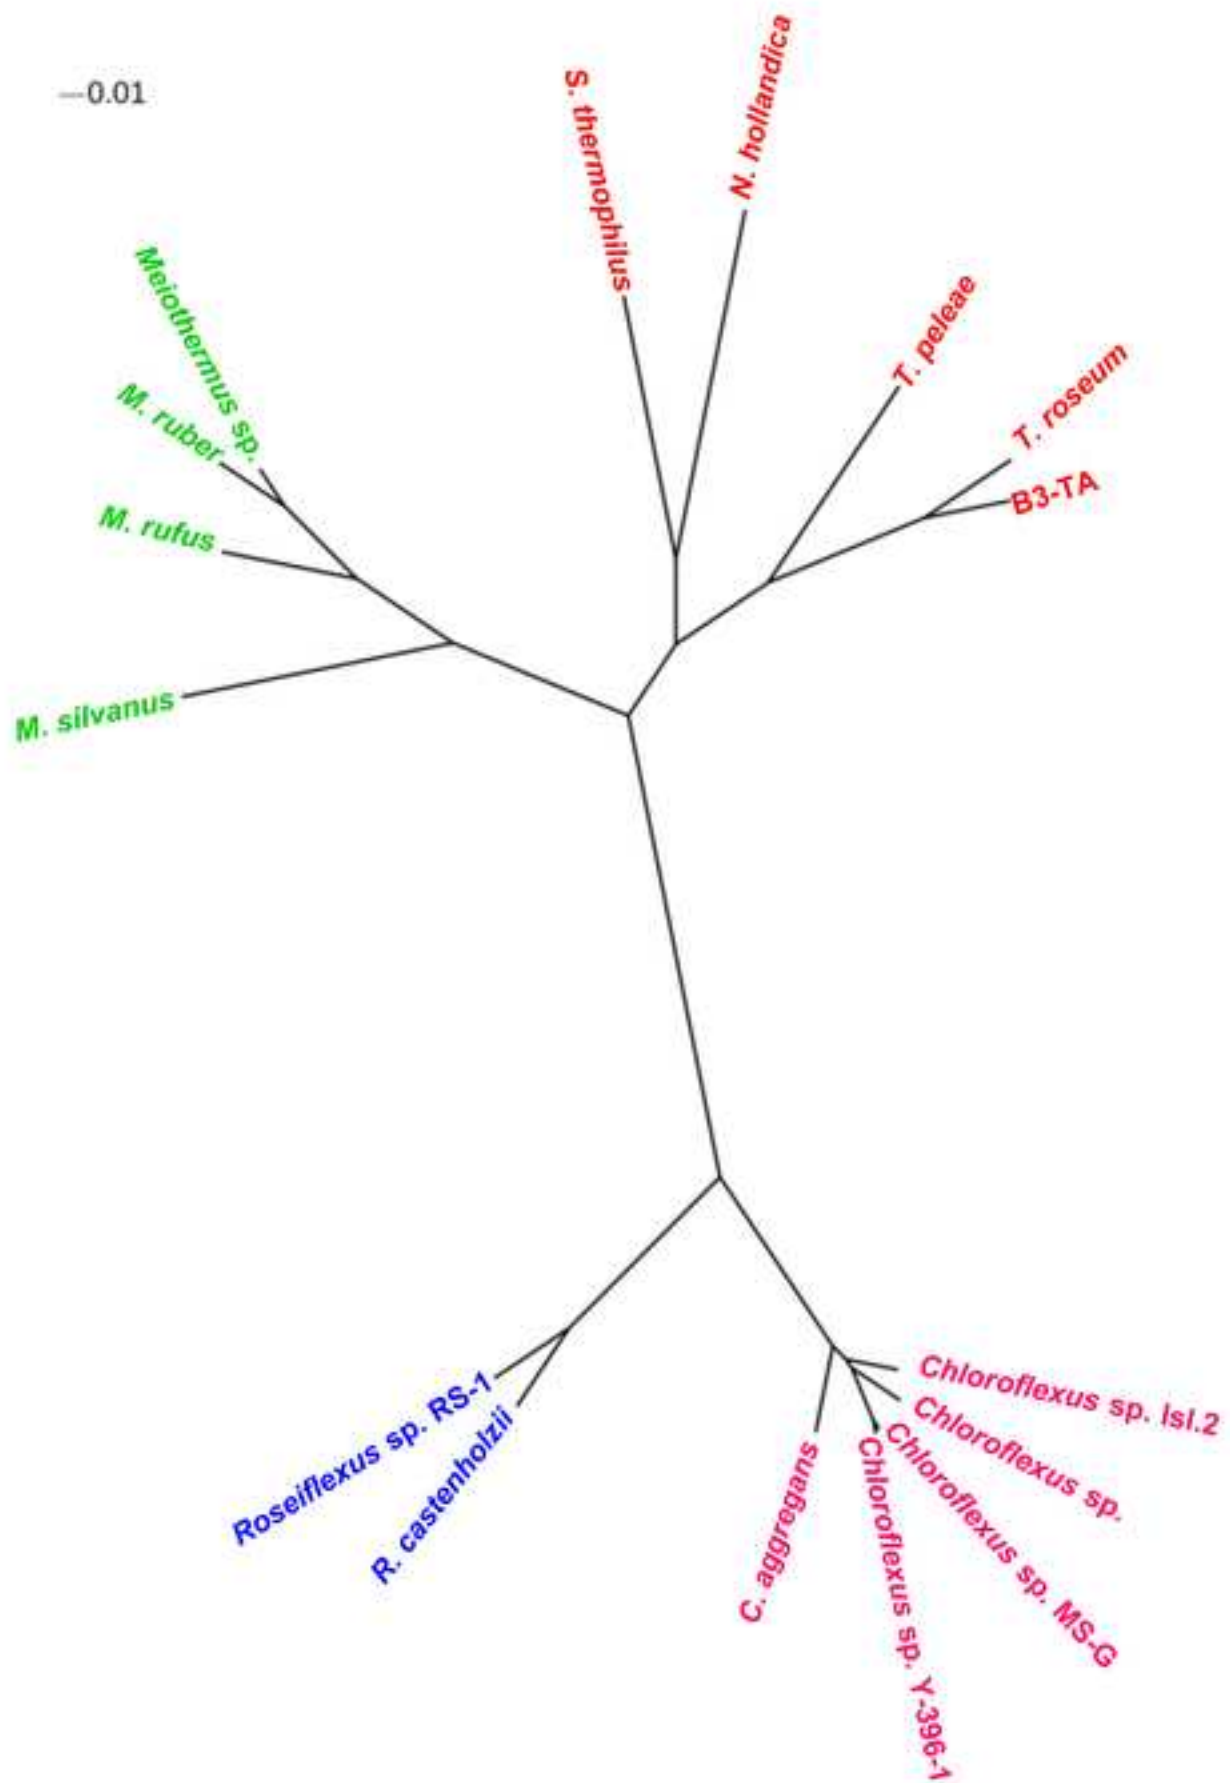 0.01
S. thermophilus
N. hollandica
T. peleae
T. roseum
B3-TA
Meiothermus sp.
M. ruber
M. rufus
M. silvanus
Roseiflexus sp. RS-1
R. castenholzii
C. aggregans
Chloroflexus sp. Y-396-1
Chloroflexus sp. MS-G
Chloroflexus sp.
Chloroflexus sp. Isl.2